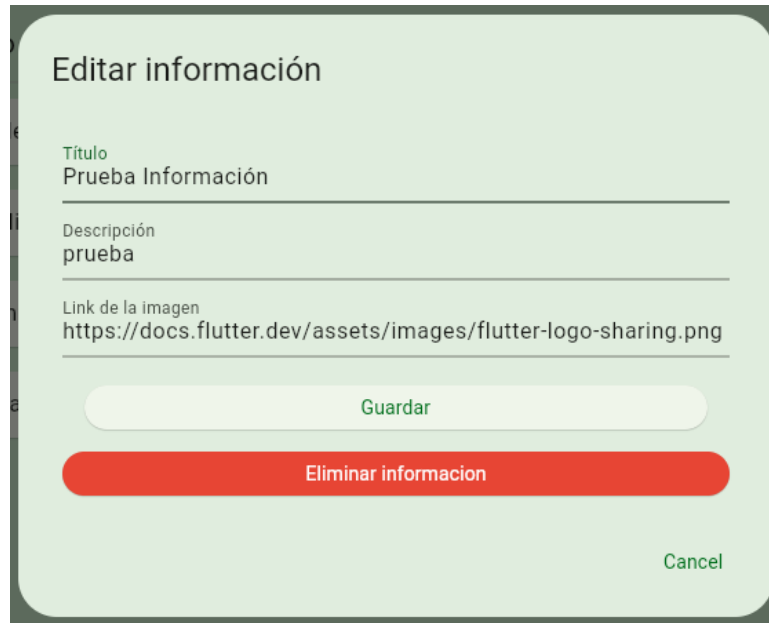 Editar información
Título
Prueba Información
Descripción
prueba
Link de la imagen
https://docs.flutter.dev/assets/images/flutter-logo-sharing.png
Guardar
Eliminar informacion
Cancel